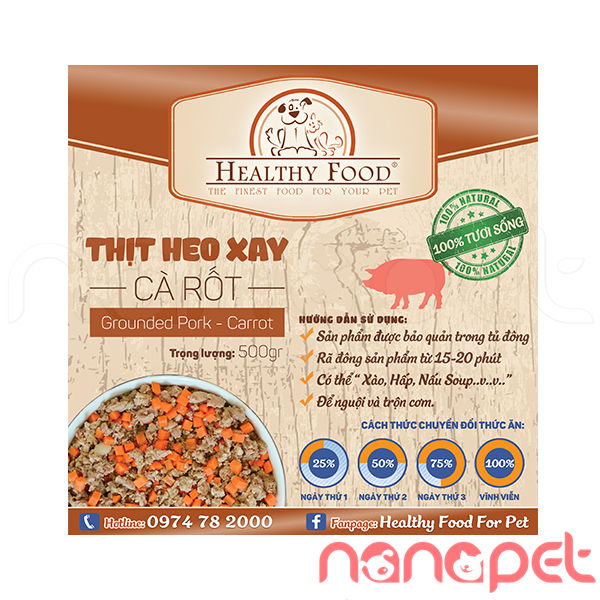 HEALTHY FOOD®
THE FINEST FOOD FOR YOUR PET
100% NATURAL
100% TƯƠI SỐNG
100% NATURAL
THỊT HEO XAY
CÀ RỐT
Grounded Pork - Carrot
Trọng lượng: 500gr
HƯỚNG DẪN SỬ DỤNG:
Sản phẩm được bảo quản trong tủ đông
Rã đông sản phẩm từ 15-20 phút
Có thể “ Xào, Hấp, Nấu Soup..v..v..”
Để nguội và trộn cơm.
CÁCH THỨC CHUYỂN ĐỔI THỨC ĂN:
25% 50% 75% 100%
NGÀY THỨ 1 NGÀY THỨ 2 NGÀY THỨ 3 VĨNH VIỄN
Hotline: 0974 78 2000
Fanpage: Healthy Food For Pet
nanapet